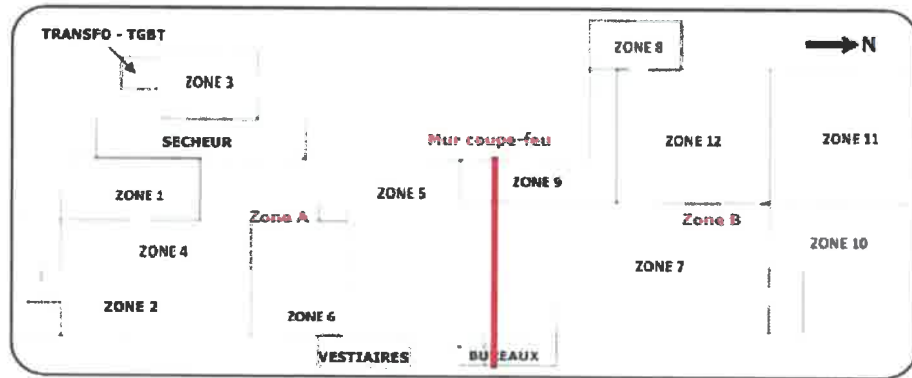 TRANSFO - TGBT
ZONE 8
N
ZONE 3
SECHEUR
Mur coupe-feu
ZONE 12
ZONE 11
ZONE 1
ZONE 5
ZONE 9
Zone A
Zone B
ZONE 4
ZONE 10
ZONE 7
ZONE 2
ZONE 6
VESTIAIRES
BUREAUX